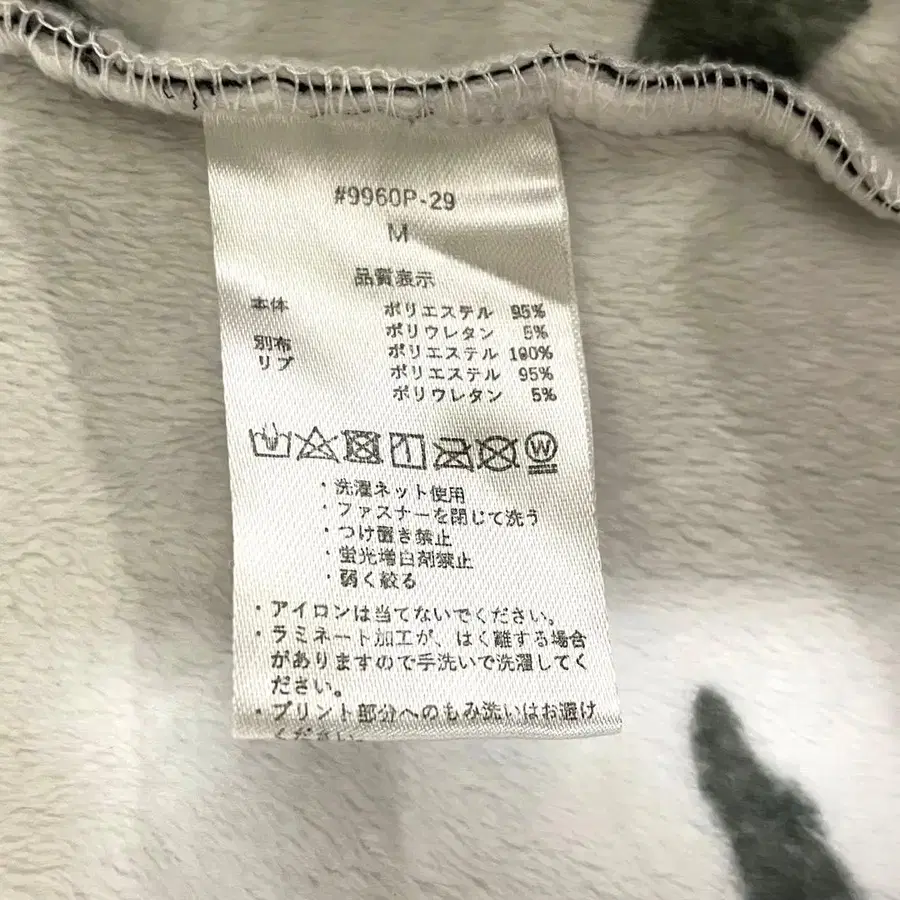 #9960P-29
M
品質表示
本体 ポリエステル 95%
ポリウレタン 5%
別布 ポリエステル 100%
リブ ポリエステル 95%
ポリウレタン 5%
W
・洗濯ネット使用
・ファスナーを閉じて洗う
・つけ置き禁止
・蛍光増白剤禁止
・弱く絞る
・アイロンは当てないでください。
・ラミネート加工が、はく離する場合
がありますので手洗いで洗濯してく
ださい。
・プリント部分へのもみ洗いはお避け
ください。